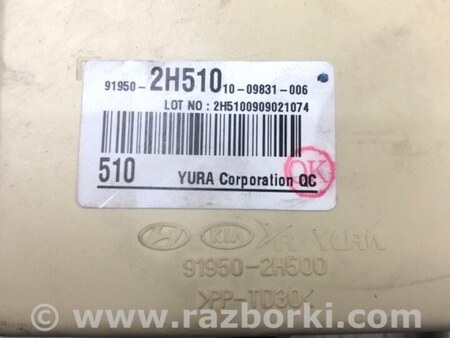 91950- 2H510 10-09831-006
LOT NO : 2H5100909021074
510 YURA Corporation QC
OK
KIA YURA
91950-2H500
>PP-TD30<
© www.razborki.com